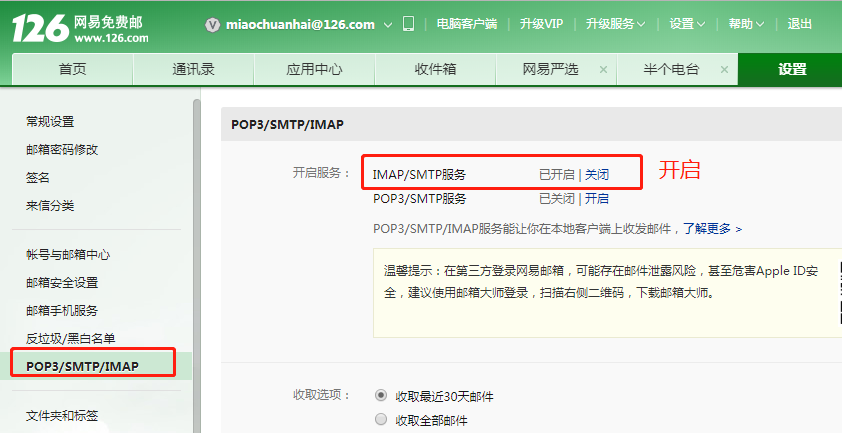 126 网易免费邮
www.126.com
miaochuanhai@126.com 电脑客户端 | 升级VIP | 升级服务 | 设置 | 帮助 | 退出
首页 通讯录 应用中心 收件箱 网易严选 × 半个电台 × 设置
常规设置
邮箱密码修改
签名
来信分类
帐号与邮箱中心
邮箱安全设置
邮箱手机服务
反垃圾/黑白名单
POP3/SMTP/IMAP
文件夹和标签
POP3/SMTP/IMAP
开启服务： IMAP/SMTP服务 已开启 | 关闭 开启
POP3/SMTP服务 已关闭 | 开启
POP3/SMTP/IMAP服务能让你在本地客户端上收发邮件，了解更多 >
温馨提示：在第三方登录网易邮箱，可能存在邮件泄露风险，甚至危害Apple ID安
全，建议使用邮箱大师登录，扫描右侧二维码，下载邮箱大师。
收取选项： 收取最近30天邮件
收取全部邮件